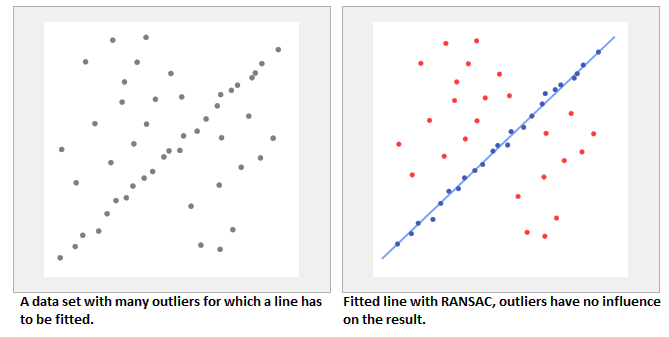 A data set with many outliers for which a line has
to be fitted.
Fitted line with RANSAC, outliers have no influence
on the result.